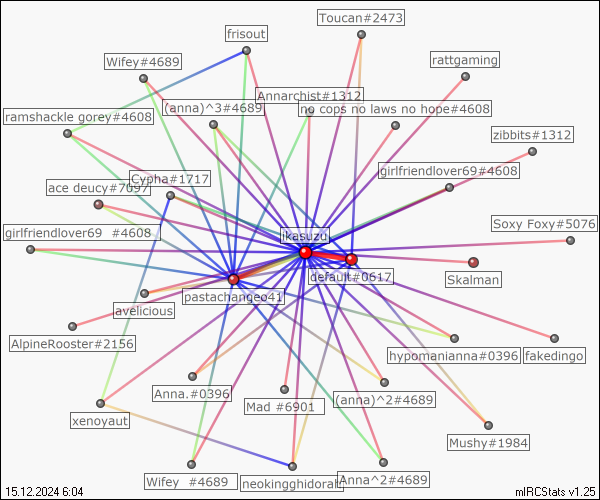 Toucan#2473
frisout
Wifey#4689
rattgaming
Annarchist#1312
(anna)^3#4689
no cops no laws no hope#4608
ramshackle gorey#4608
zibbits#1312
girlfriendlover69#4608
Cypha#1717
ace deucy#7097
Soxy Foxy#5076
girlfriendlover69  #4608
ikasuzu
default#0617
Skalman
pastachangeo41
avelicious
AlpineRooster#2156
hypomanianna#0396
fakedingo
Anna.#0396
(anna)^2#4689
Mad #6901
xenoyaut
Mushy#1984
Wifey  #4689
neokingghidorah
Anna^2#4689
15.12.2024 6:04
mIRCStats v1.25